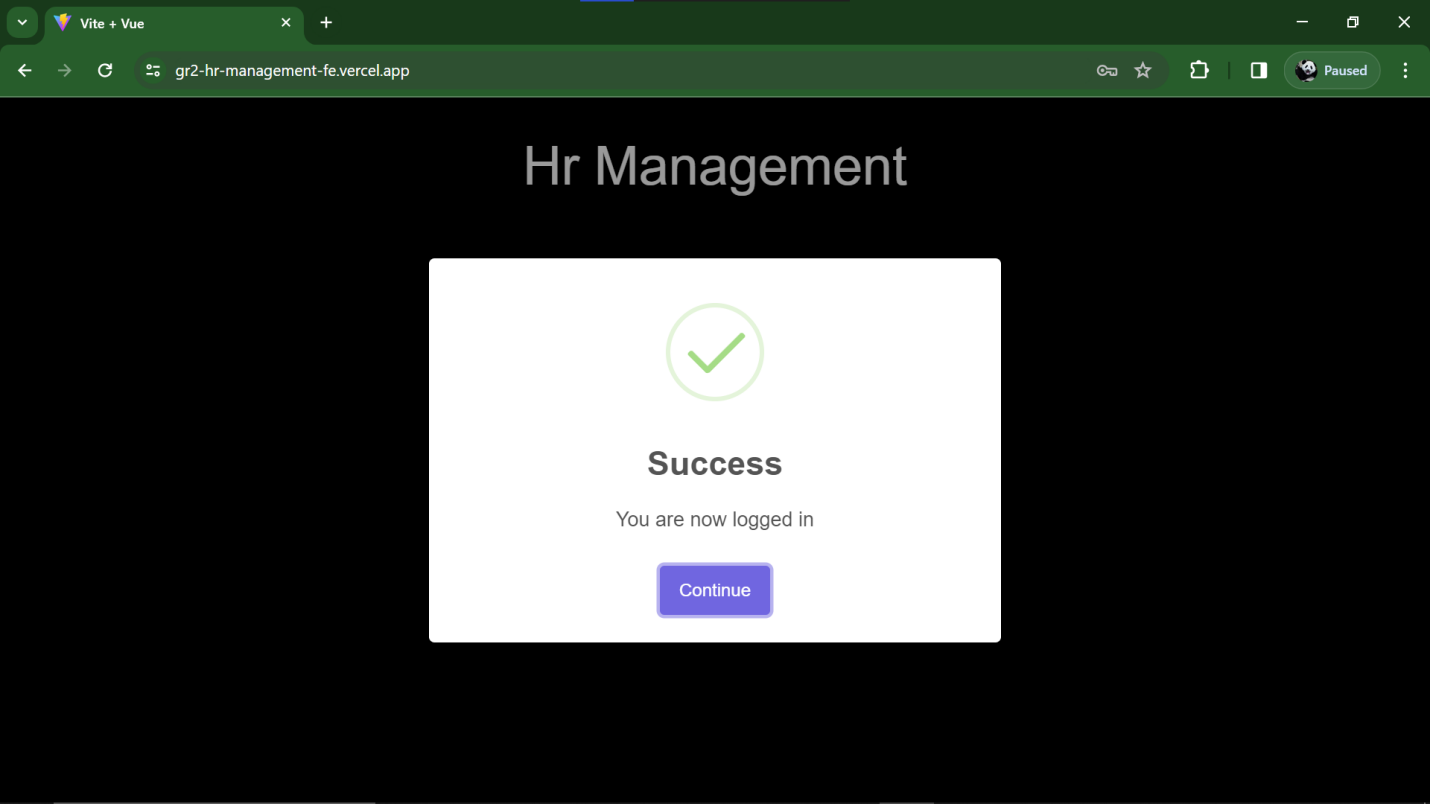 Vite + Vue
gr2-hr-management-fe.vercel.app
Paused
Hr Management
Success
You are now logged in
Continue